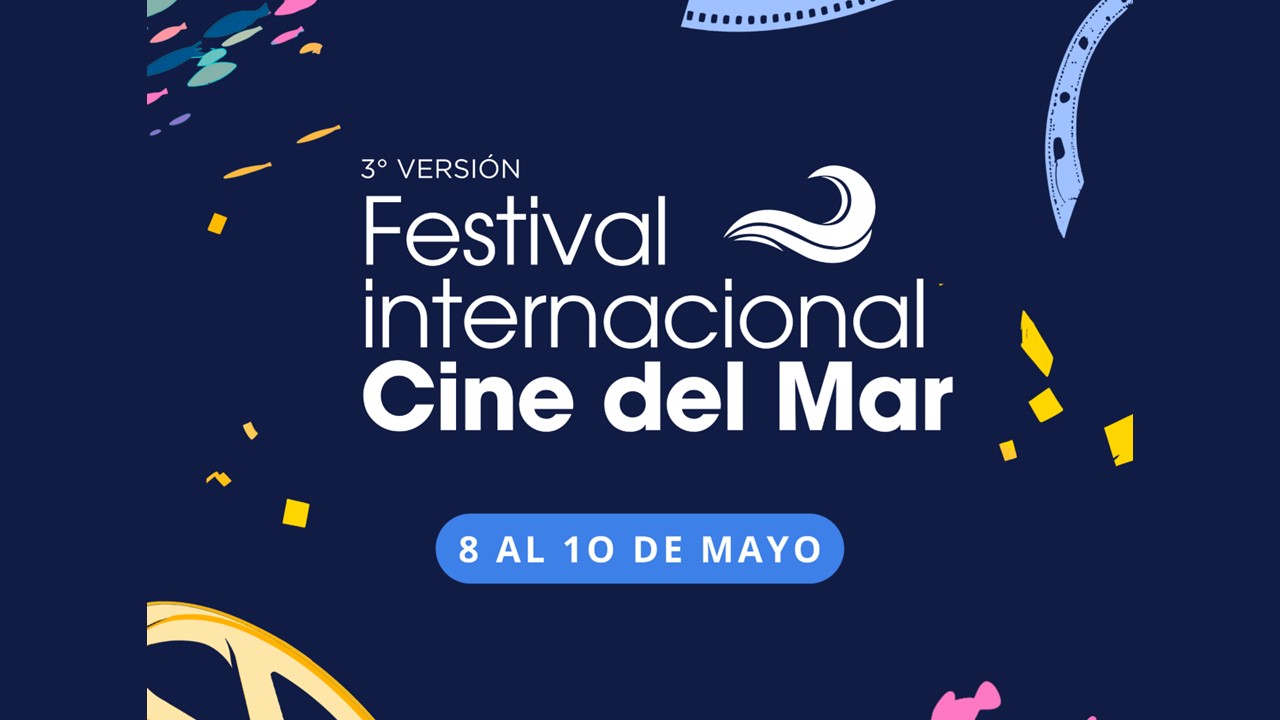 3° VERSIÓN
Festival
internacional
Cine del Mar
8 AL 10 DE MAYO